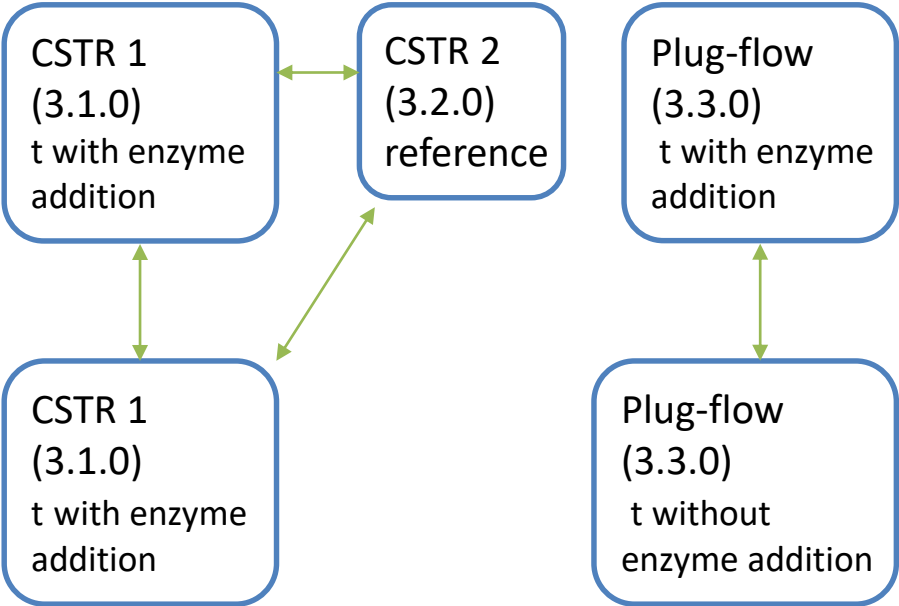 CSTR 1
(3.1.0)
t with enzyme
addition
CSTR 2
(3.2.0)
reference
Plug-flow
(3.3.0)
t with enzyme
addition
CSTR 1
(3.1.0)
t with enzyme
addition
Plug-flow
(3.3.0)
t without
enzyme addition